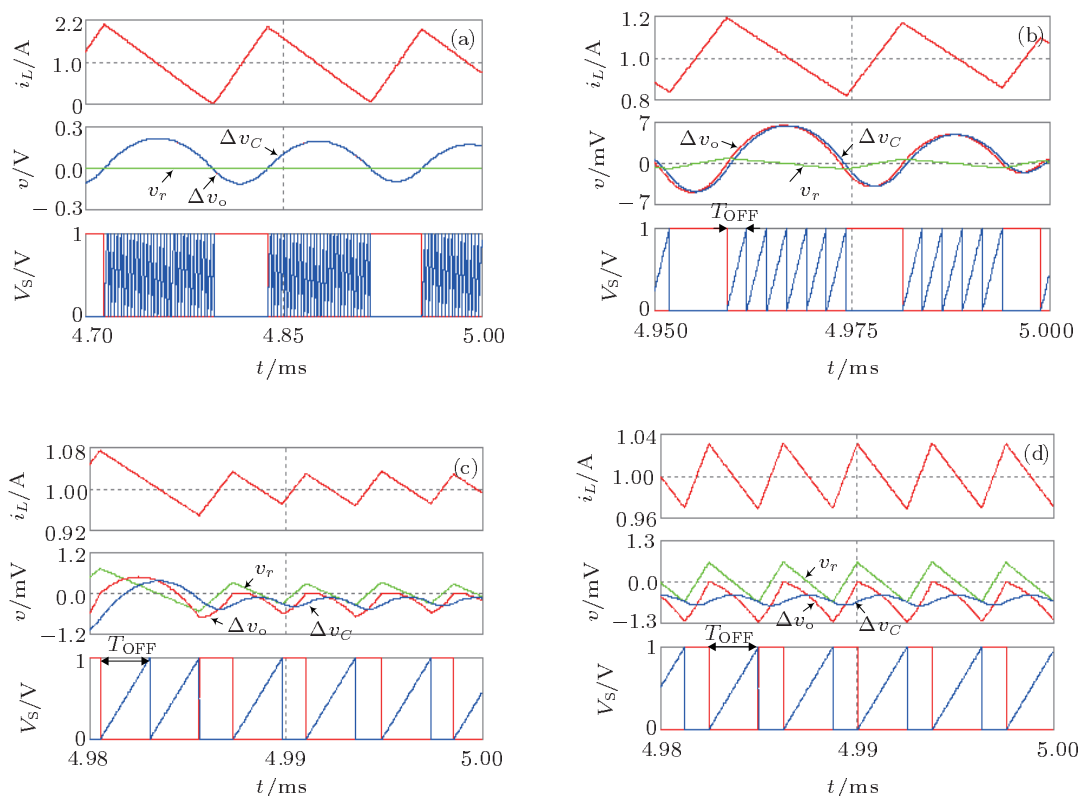 2.2
1.0
0
i_L/A
(a)
0.3
0.0
−0.3
v/V
Δv_C
v_r
Δv_o
1
0
V_S/V
4.70
4.85
5.00
t/ms
1.2
1.0
0.8
i_L/A
(b)
7
0
−7
v/mV
Δv_o
Δv_C
v_r
T_OFF
1
0
V_S/V
4.950
4.975
5.000
t/ms
1.08
1.00
0.92
i_L/A
(c)
1.2
0.0
−1.2
v/mV
v_r
Δv_o
Δv_C
T_OFF
1
0
V_S/V
4.98
4.99
5.00
t/ms
1.04
1.00
0.96
i_L/A
(d)
1.3
0.0
−1.3
v/mV
v_r
Δv_o
Δv_C
T_OFF
1
0
V_S/V
4.98
4.99
5.00
t/ms